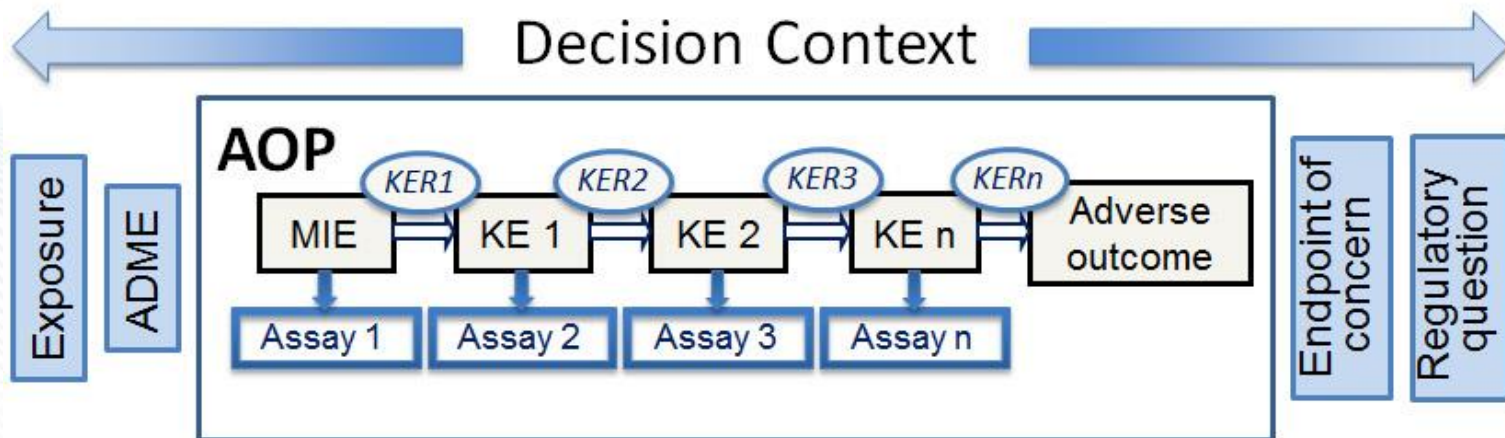 Decision Context
AOP
KER1
KER2
KER3
KERn
Exposure
ADME
MIE
KE 1
KE 2
KE n
Adverse
outcome
Assay 1
Assay 2
Assay 3
Assay n
Endpoint of
concern
Regulatory
question